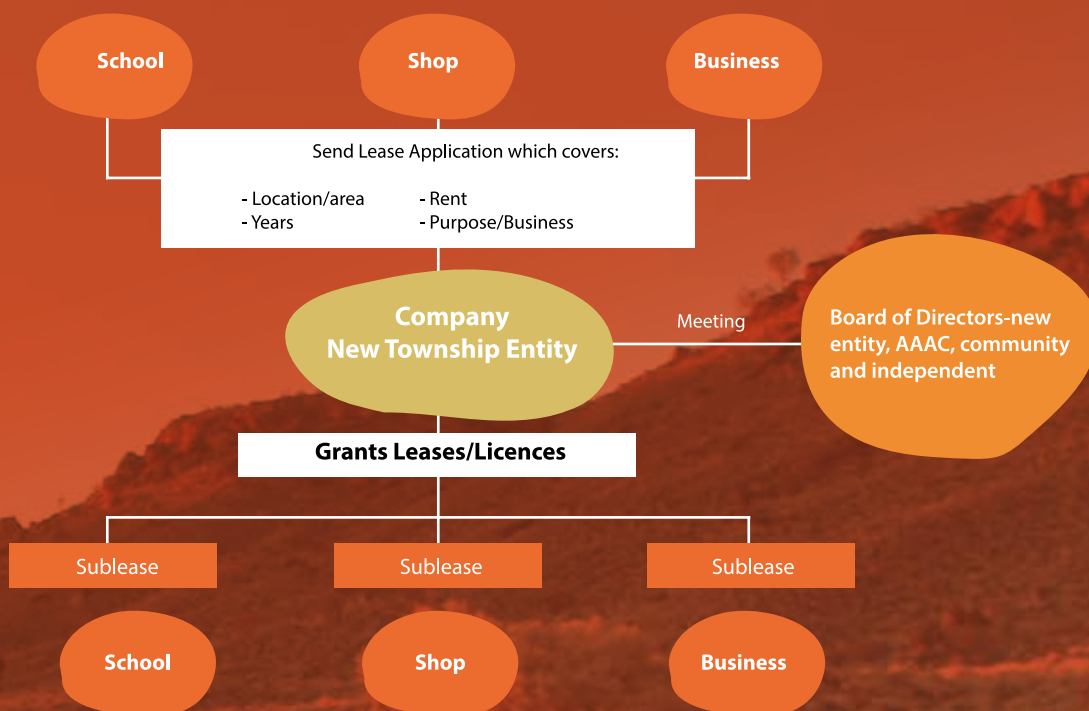 School
Shop
Business
Send Lease Application which covers:
- Location/area
- Rent
- Years
- Purpose/Business
Company
New Township Entity
Meeting
Board of Directors-new
entity, AAAC, community
and independent
Grants Leases/Licences
Sublease
Sublease
Sublease
School
Shop
Business